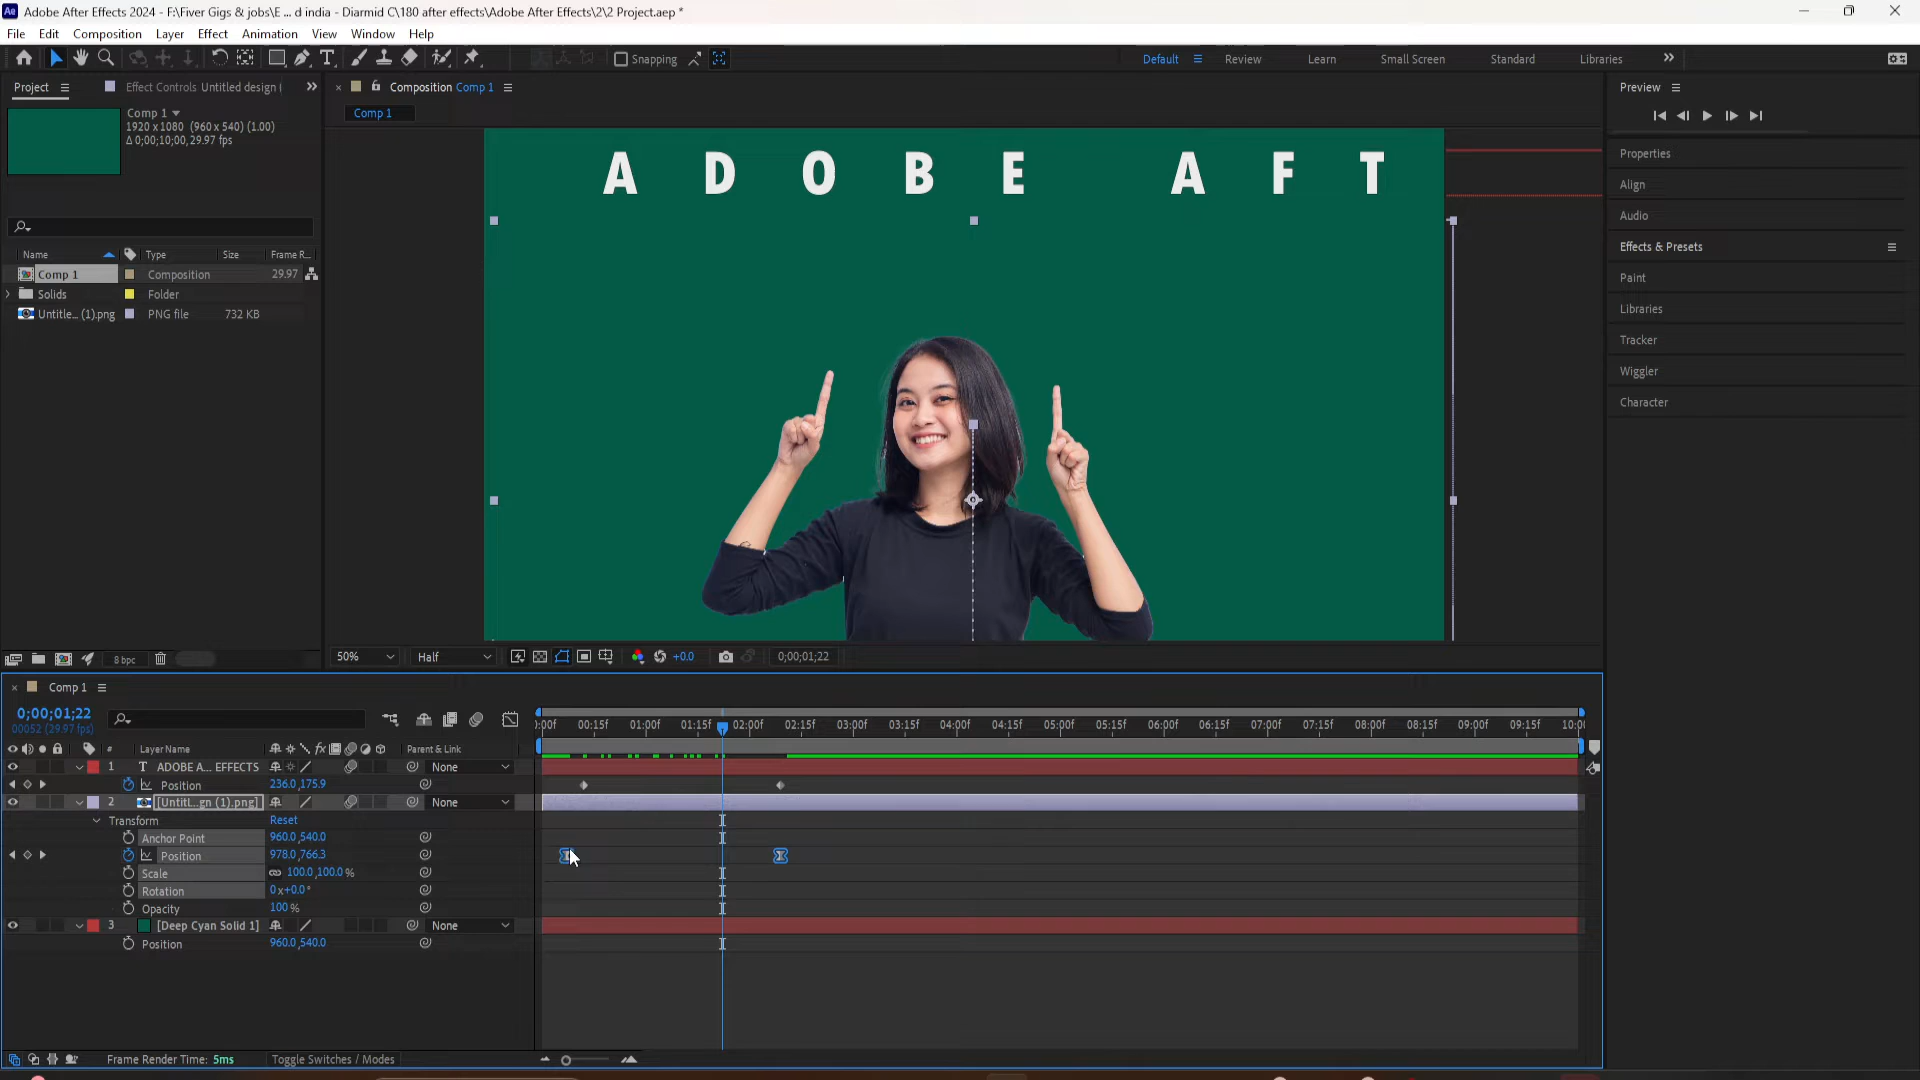 Ae Adobe After Effects 2024 - F:\Fiver Gigs & jobs\E ... d india - Diarmid C\180 after effects\Adobe After Effects\2\2 Project.aep *
File Edit Composition Layer Effect Animation View Window Help
Snapping Default Review Learn Small Screen Standard Libraries
Project Effect Controls Untitled design (
Comp 1
1920 x 1080 (960 x 540) (1.00)
Δ 0;00;10;00, 29.97 fps
Name Type Size Frame R...
Comp 1 Composition 29.97
Solids Folder
Untitle... (1).png PNG file 732 KB
8 bpc
Composition Comp 1
Comp 1
A D O B E A F T
50% Half +0.0 0;00;01;22
Preview
Properties
Align
Audio
Effects & Presets
Paint
Libraries
Tracker
Wiggler
Character
Comp 1
0;00;01;22
00052 (29.97 fps)
:00f 00:15f 01:00f 01:15f 02:00f 02:15f 03:00f 03:15f 04:00f 04:15f 05:00f 05:15f 06:00f 06:15f 07:00f 07:15f 08:00f 08:15f 09:00f 09:15f 10:0
# Layer Name fx Parent & Link
1 T ADOBE A... EFFECTS None
Position 236.0,175.9
2 [Untitl...gn (1).png] None
Transform Reset
Anchor Point 960.0,540.0
Position 978.0,766.3
Scale 100.0,100.0%
Rotation 0x+0.0°
Opacity 100%
3 [Deep Cyan Solid 1] None
Position 960.0,540.0
Frame Render Time: 5ms Toggle Switches / Modes